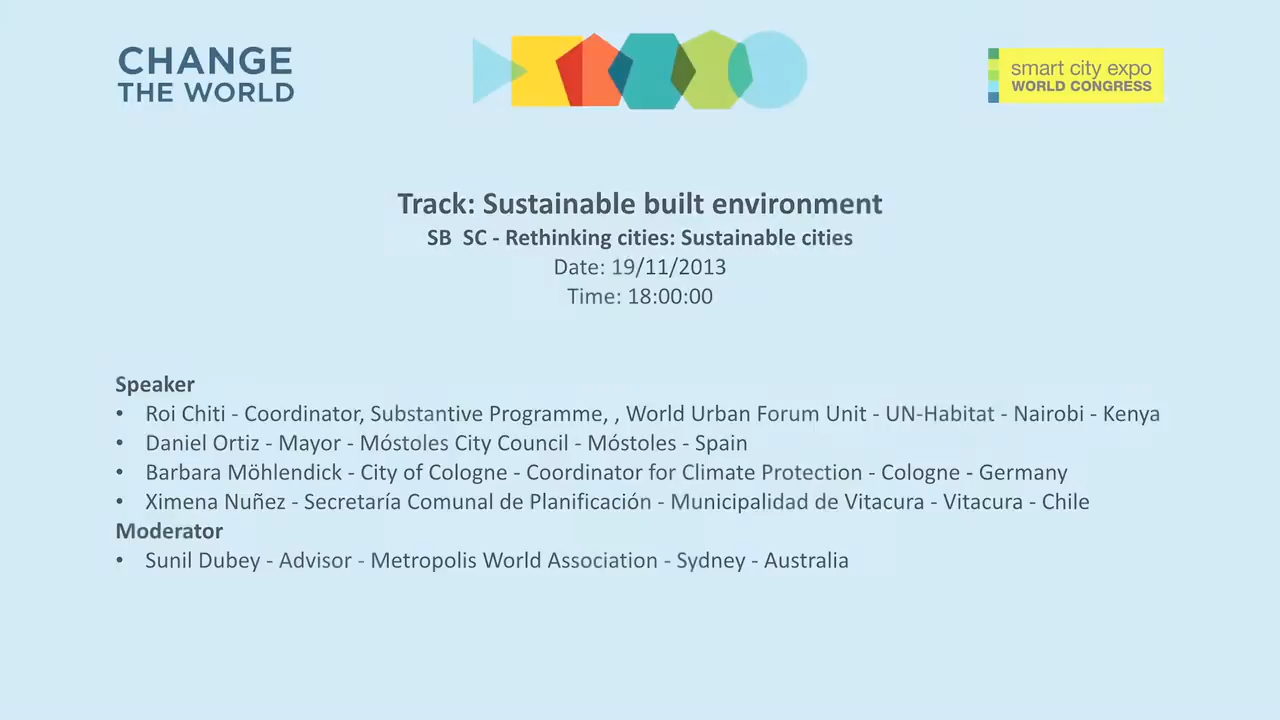 CHANGE
THE WORLD
smart city expo
WORLD CONGRESS
Track: Sustainable built environment
SB  SC - Rethinking cities: Sustainable cities
Date: 19/11/2013
Time: 18:00:00
Speaker
• Roi Chiti - Coordinator, Substantive Programme, , World Urban Forum Unit - UN-Habitat - Nairobi - Kenya
• Daniel Ortiz - Mayor - Móstoles City Council - Móstoles - Spain
• Barbara Möhlendick - City of Cologne - Coordinator for Climate Protection - Cologne - Germany
• Ximena Nuñez - Secretaría Comunal de Planificación - Municipalidad de Vitacura - Vitacura - Chile
Moderator
• Sunil Dubey - Advisor - Metropolis World Association - Sydney - Australia